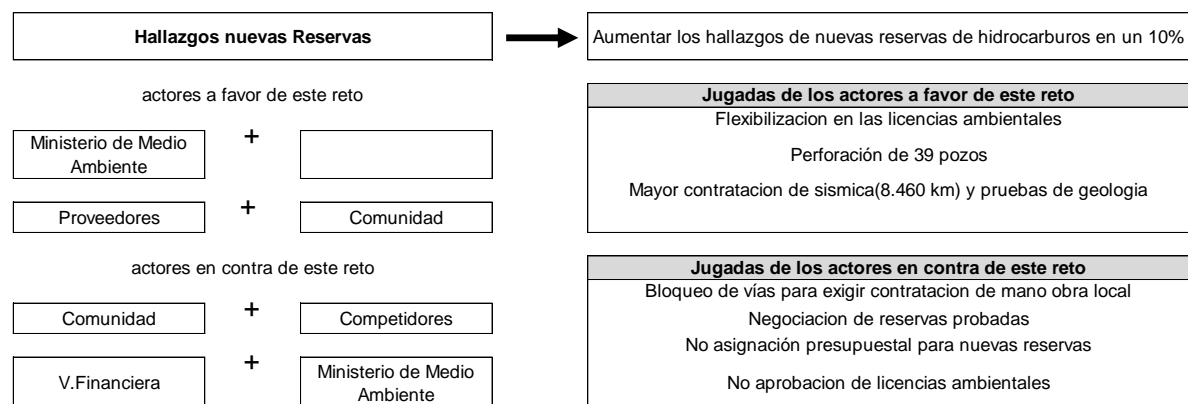 Hallazgos nuevas Reservas
Aumentar los hallazgos de nuevas reservas de hidrocarburos en un 10%
actores a favor de este reto
Ministerio de Medio
Ambiente
+
Proveedores
+
Comunidad
Jugadas de los actores a favor de este reto
Flexibilizacion en las licencias ambientales
Perforación de 39 pozos
Mayor contratacion de sismica(8.460 km) y pruebas de geologia
actores en contra de este reto
Comunidad
+
Competidores
V.Financiera
+
Ministerio de Medio
Ambiente
Jugadas de los actores en contra de este reto
Bloqueo de vías para exigir contratacion de mano obra local
Negociacion de reservas probadas
No asignación presupuestal para nuevas reservas
No aprobacion de licencias ambientales